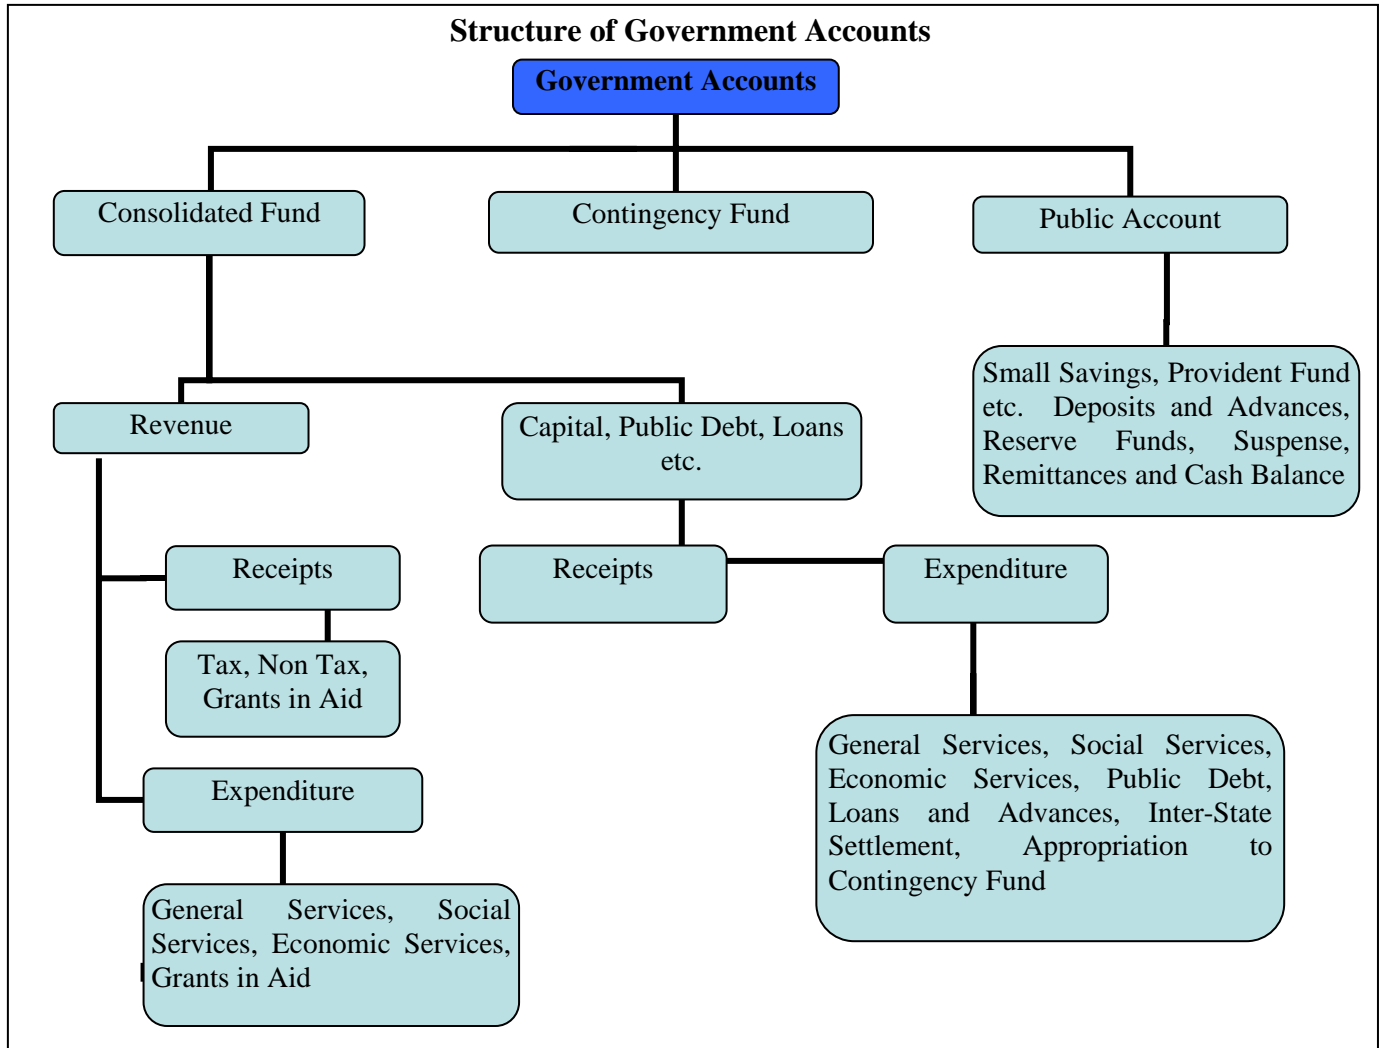 Structure of Government Accounts
Government Accounts
Consolidated Fund
Contingency Fund
Public Account
Small Savings, Provident Fund
etc. Deposits and Advances,
Reserve Funds, Suspense,
Remittances and Cash Balance
Revenue
Capital, Public Debt, Loans
etc.
Receipts
Receipts
Expenditure
Tax, Non Tax,
Grants in Aid
General Services, Social Services,
Economic Services, Public Debt,
Loans and Advances, Inter-State
Settlement, Appropriation to
Contingency Fund
Expenditure
General Services, Social
Services, Economic Services,
Grants in Aid